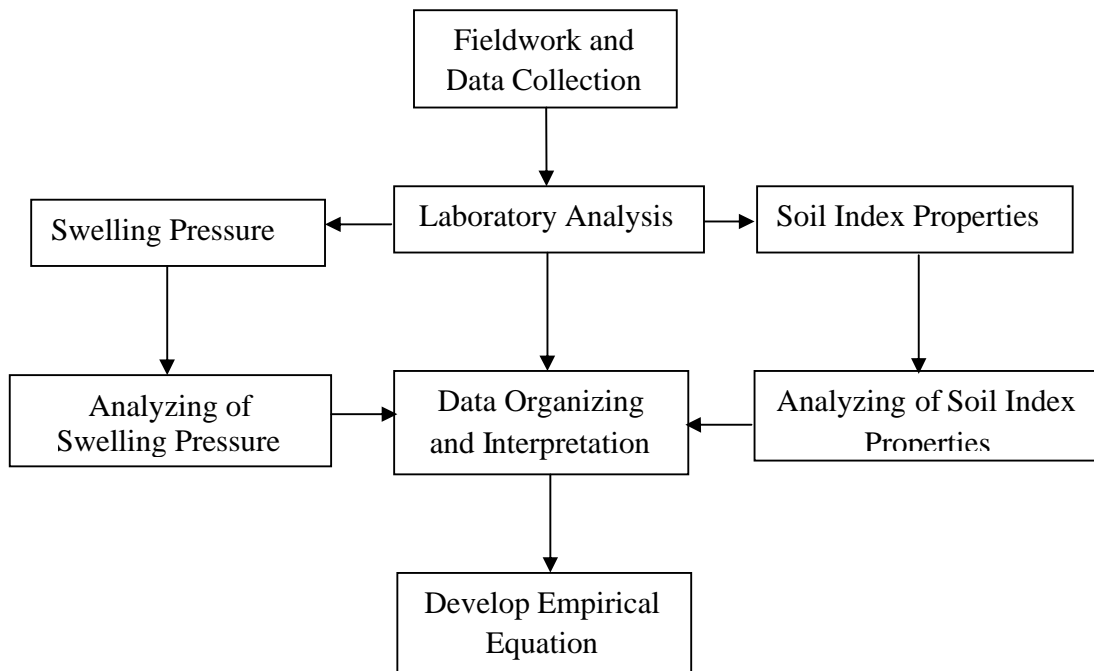 Fieldwork and
Data Collection
Swelling Pressure
Laboratory Analysis
Soil Index Properties
Analyzing of
Swelling Pressure
Data Organizing
and Interpretation
Analyzing of Soil Index
Properties
Develop Empirical
Equation